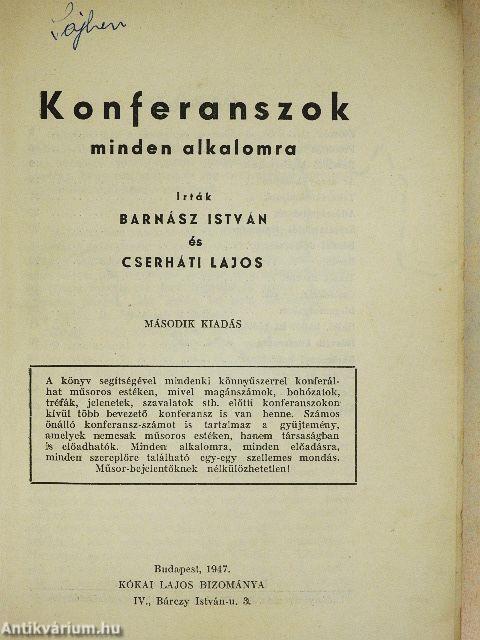 Konferanszok
minden alkalomra
Irták
BARNÁSZ ISTVÁN
és
CSERHÁTI LAJOS
MÁSODIK KIADÁS
A könyv segítségével mindenki könnyűszerrel konferál-
hat műsoros estéken, mivel magánszámok, bohózatok,
tréfák, jelenetek, szavalatok stb. előtti konferanszokon
kívül több bevezető konferansz is van benne. Számos
önálló konferansz-számot is tartalmaz a gyüjtemény,
amelyek nemcsak műsoros estéken, hanem társaságban
is előadhatók. Minden alkalomra, minden előadásra,
minden szereplőre található egy-egy szellemes mondás.
Műsor-bejelentőknek nélkülözhetetlen!
Budapest, 1947.
KÓKAI LAJOS BIZOMÁNYA
IV., Bárczy István-u. 3.
Antikvárium.hu